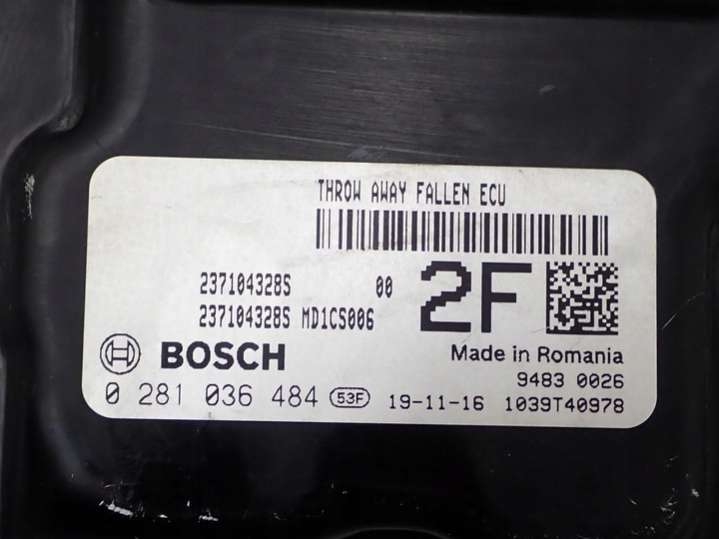 THROW AWAY FALLEN ECU
237104328S 00
237104328S MD1CS006
2F
BOSCH
Made in Romania
9483 0026
0 281 036 484 53F 19-11-16 1039T40978